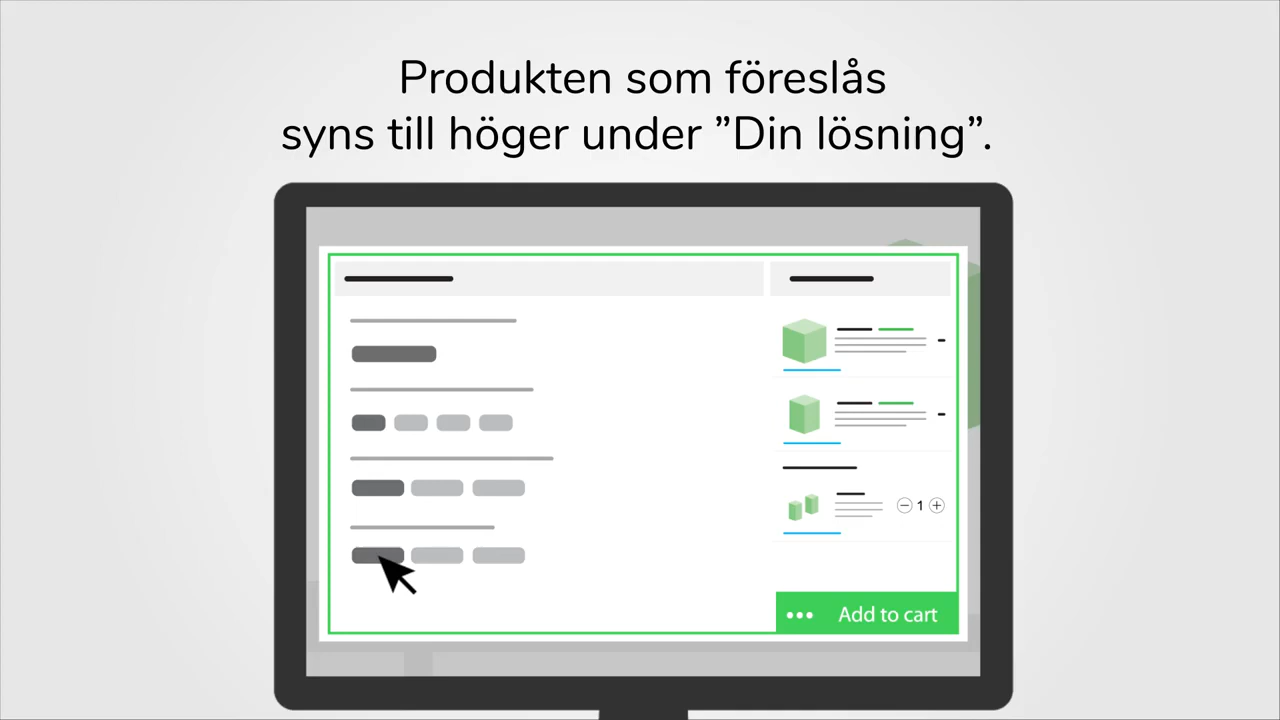 Produkten som föreslås
syns till höger under ”Din lösning”.
1
Add to cart